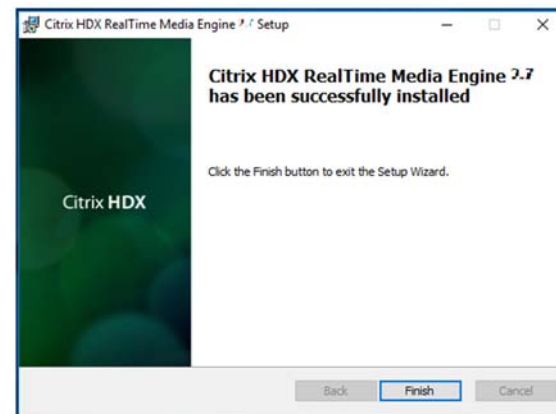 Citrix HDX RealTime Media Engine Setup
Citrix HDX RealTime Media Engine
has been successfully installed
Click the Finish button to exit the Setup Wizard.
Citrix HDX
Back
Finish
Cancel